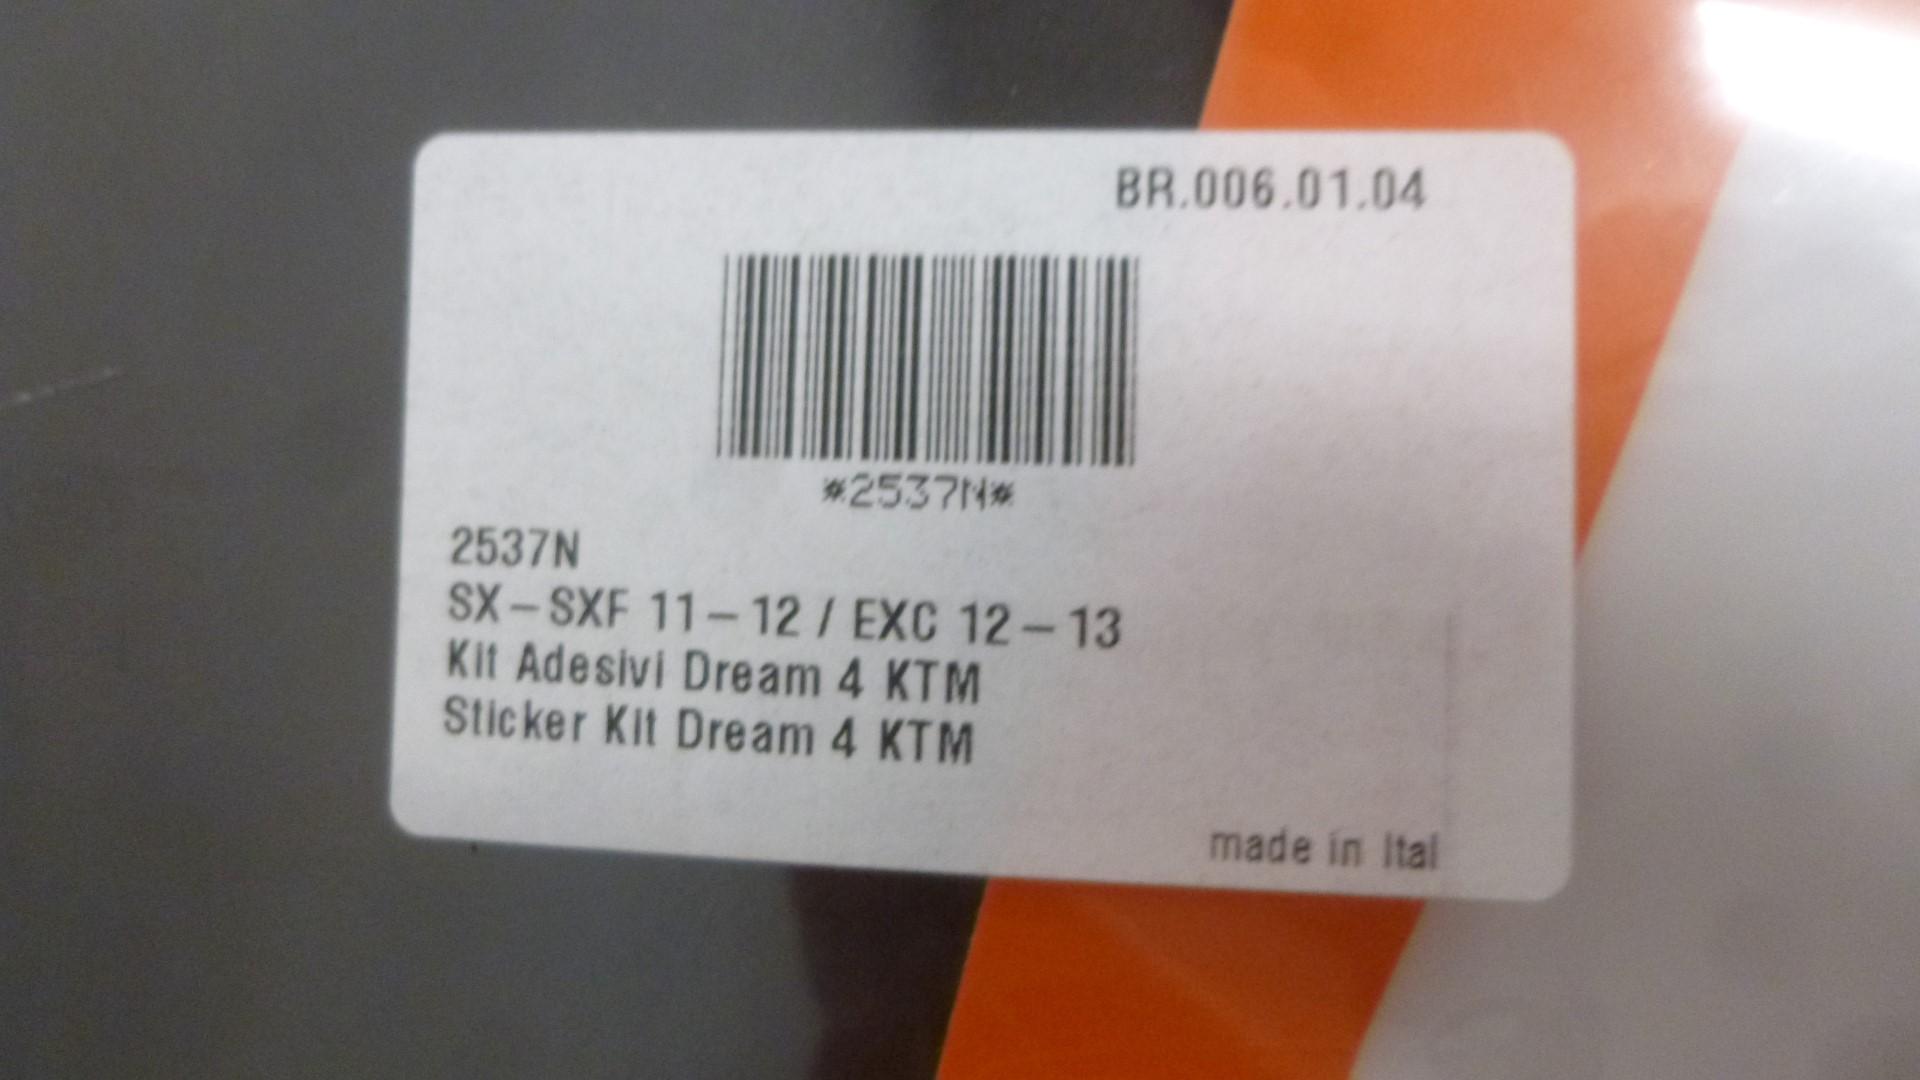 BR.006.01.04
*2537N*
2537N
SX-SXF 11-12 / EXC 12-13
Kit Adesivi Dream 4 KTM
Sticker Kit Dream 4 KTM
made in Ital